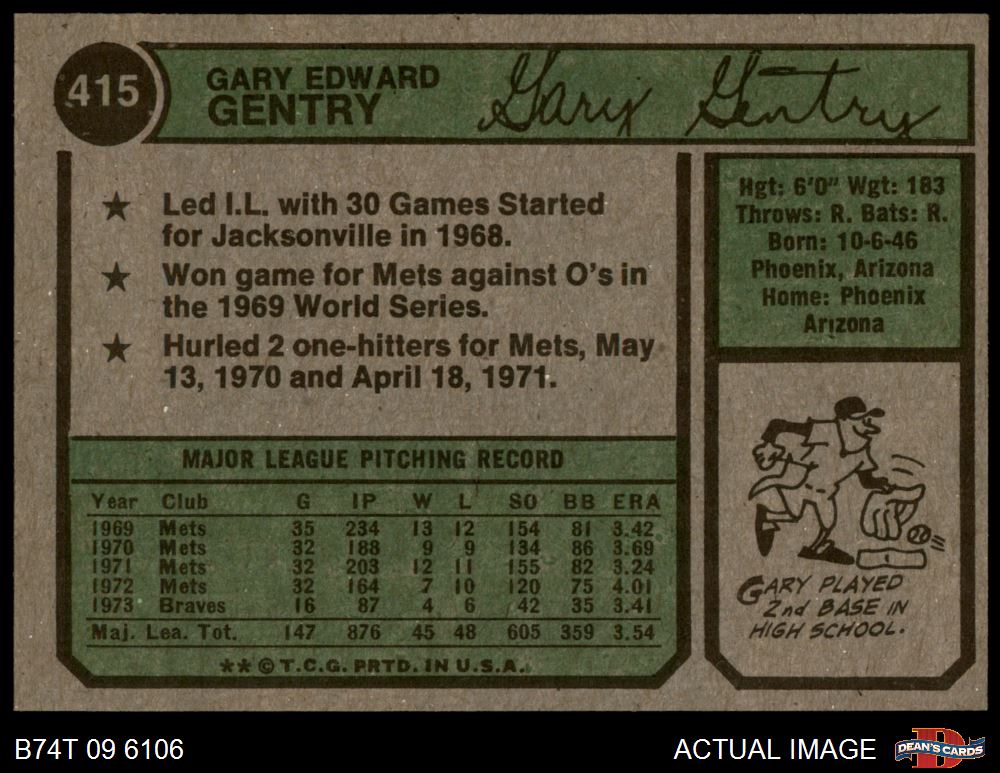 415
GARY EDWARD
GENTRY
Gary Gentry
★ Led I.L. with 30 Games Started
for Jacksonville in 1968.
★ Won game for Mets against O's in
the 1969 World Series.
★ Hurled 2 one-hitters for Mets, May
13, 1970 and April 18, 1971.
Hgt: 6'0" Wgt: 183
Throws: R. Bats: R.
Born: 10-6-46
Phoenix, Arizona
Home: Phoenix
Arizona
MAJOR LEAGUE PITCHING RECORD
Year Club G IP W L SO BB ERA
1969 Mets 35 234 13 12 154 81 3.42
1970 Mets 32 188 9 9 134 86 3.69
1971 Mets 32 203 12 11 155 82 3.24
1972 Mets 32 164 7 10 120 75 4.01
1973 Braves 16 87 4 6 42 35 3.41
Maj. Lea. Tot. 147 876 45 48 605 359 3.54
**© T.C.G. PRTD. IN U.S.A.
GARY PLAYED
2nd BASE IN
HIGH SCHOOL.
B74T 09 6106
ACTUAL IMAGE
D
DEAN'S CARDS